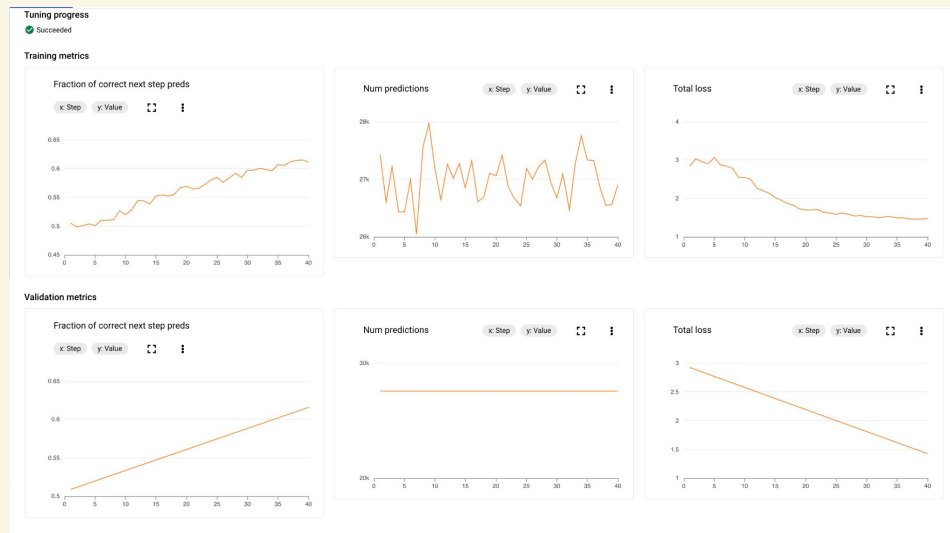 Tuning progress
Succeeded
Training metrics
Fraction of correct next step preds
x: Step y: Value
0.65
0.6
0.55
0.5
0.45
0 5 10 15 20 25 30 35 40
Num predictions x: Step y: Value
28k
27k
26k
0 5 10 15 20 25 30 35 40
Total loss x: Step y: Value
4
3
2
1
0 5 10 15 20 25 30 35 40
Validation metrics
Fraction of correct next step preds
x: Step y: Value
0.65
0.6
0.55
0.5
0 5 10 15 20 25 30 35 40
Num predictions x: Step y: Value
30k
20k
0 5 10 15 20 25 30 35 40
Total loss x: Step y: Value
3
2.5
2
1.5
1
0 5 10 15 20 25 30 35 40